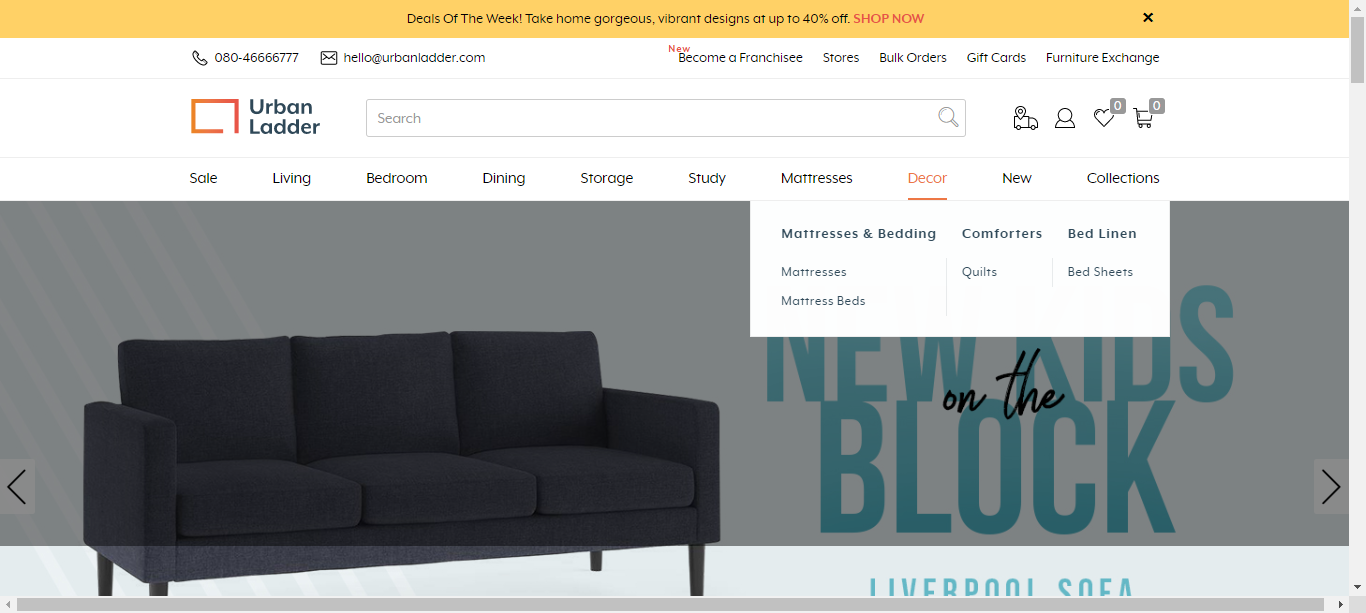 Deals Of The Week! Take home gorgeous, vibrant designs at up to 40% off. SHOP NOW ×
080-46666777 hello@urbanladder.com New Become a Franchisee Stores Bulk Orders Gift Cards Furniture Exchange
Urban
Ladder
Search
0 0
Sale Living Bedroom Dining Storage Study Mattresses Decor New Collections
Mattresses & Bedding Comforters Bed Linen
Mattresses Quilts Bed Sheets
Mattress Beds
NEW KIDS
on the
BLOCK
LIVERPOOL SOFA